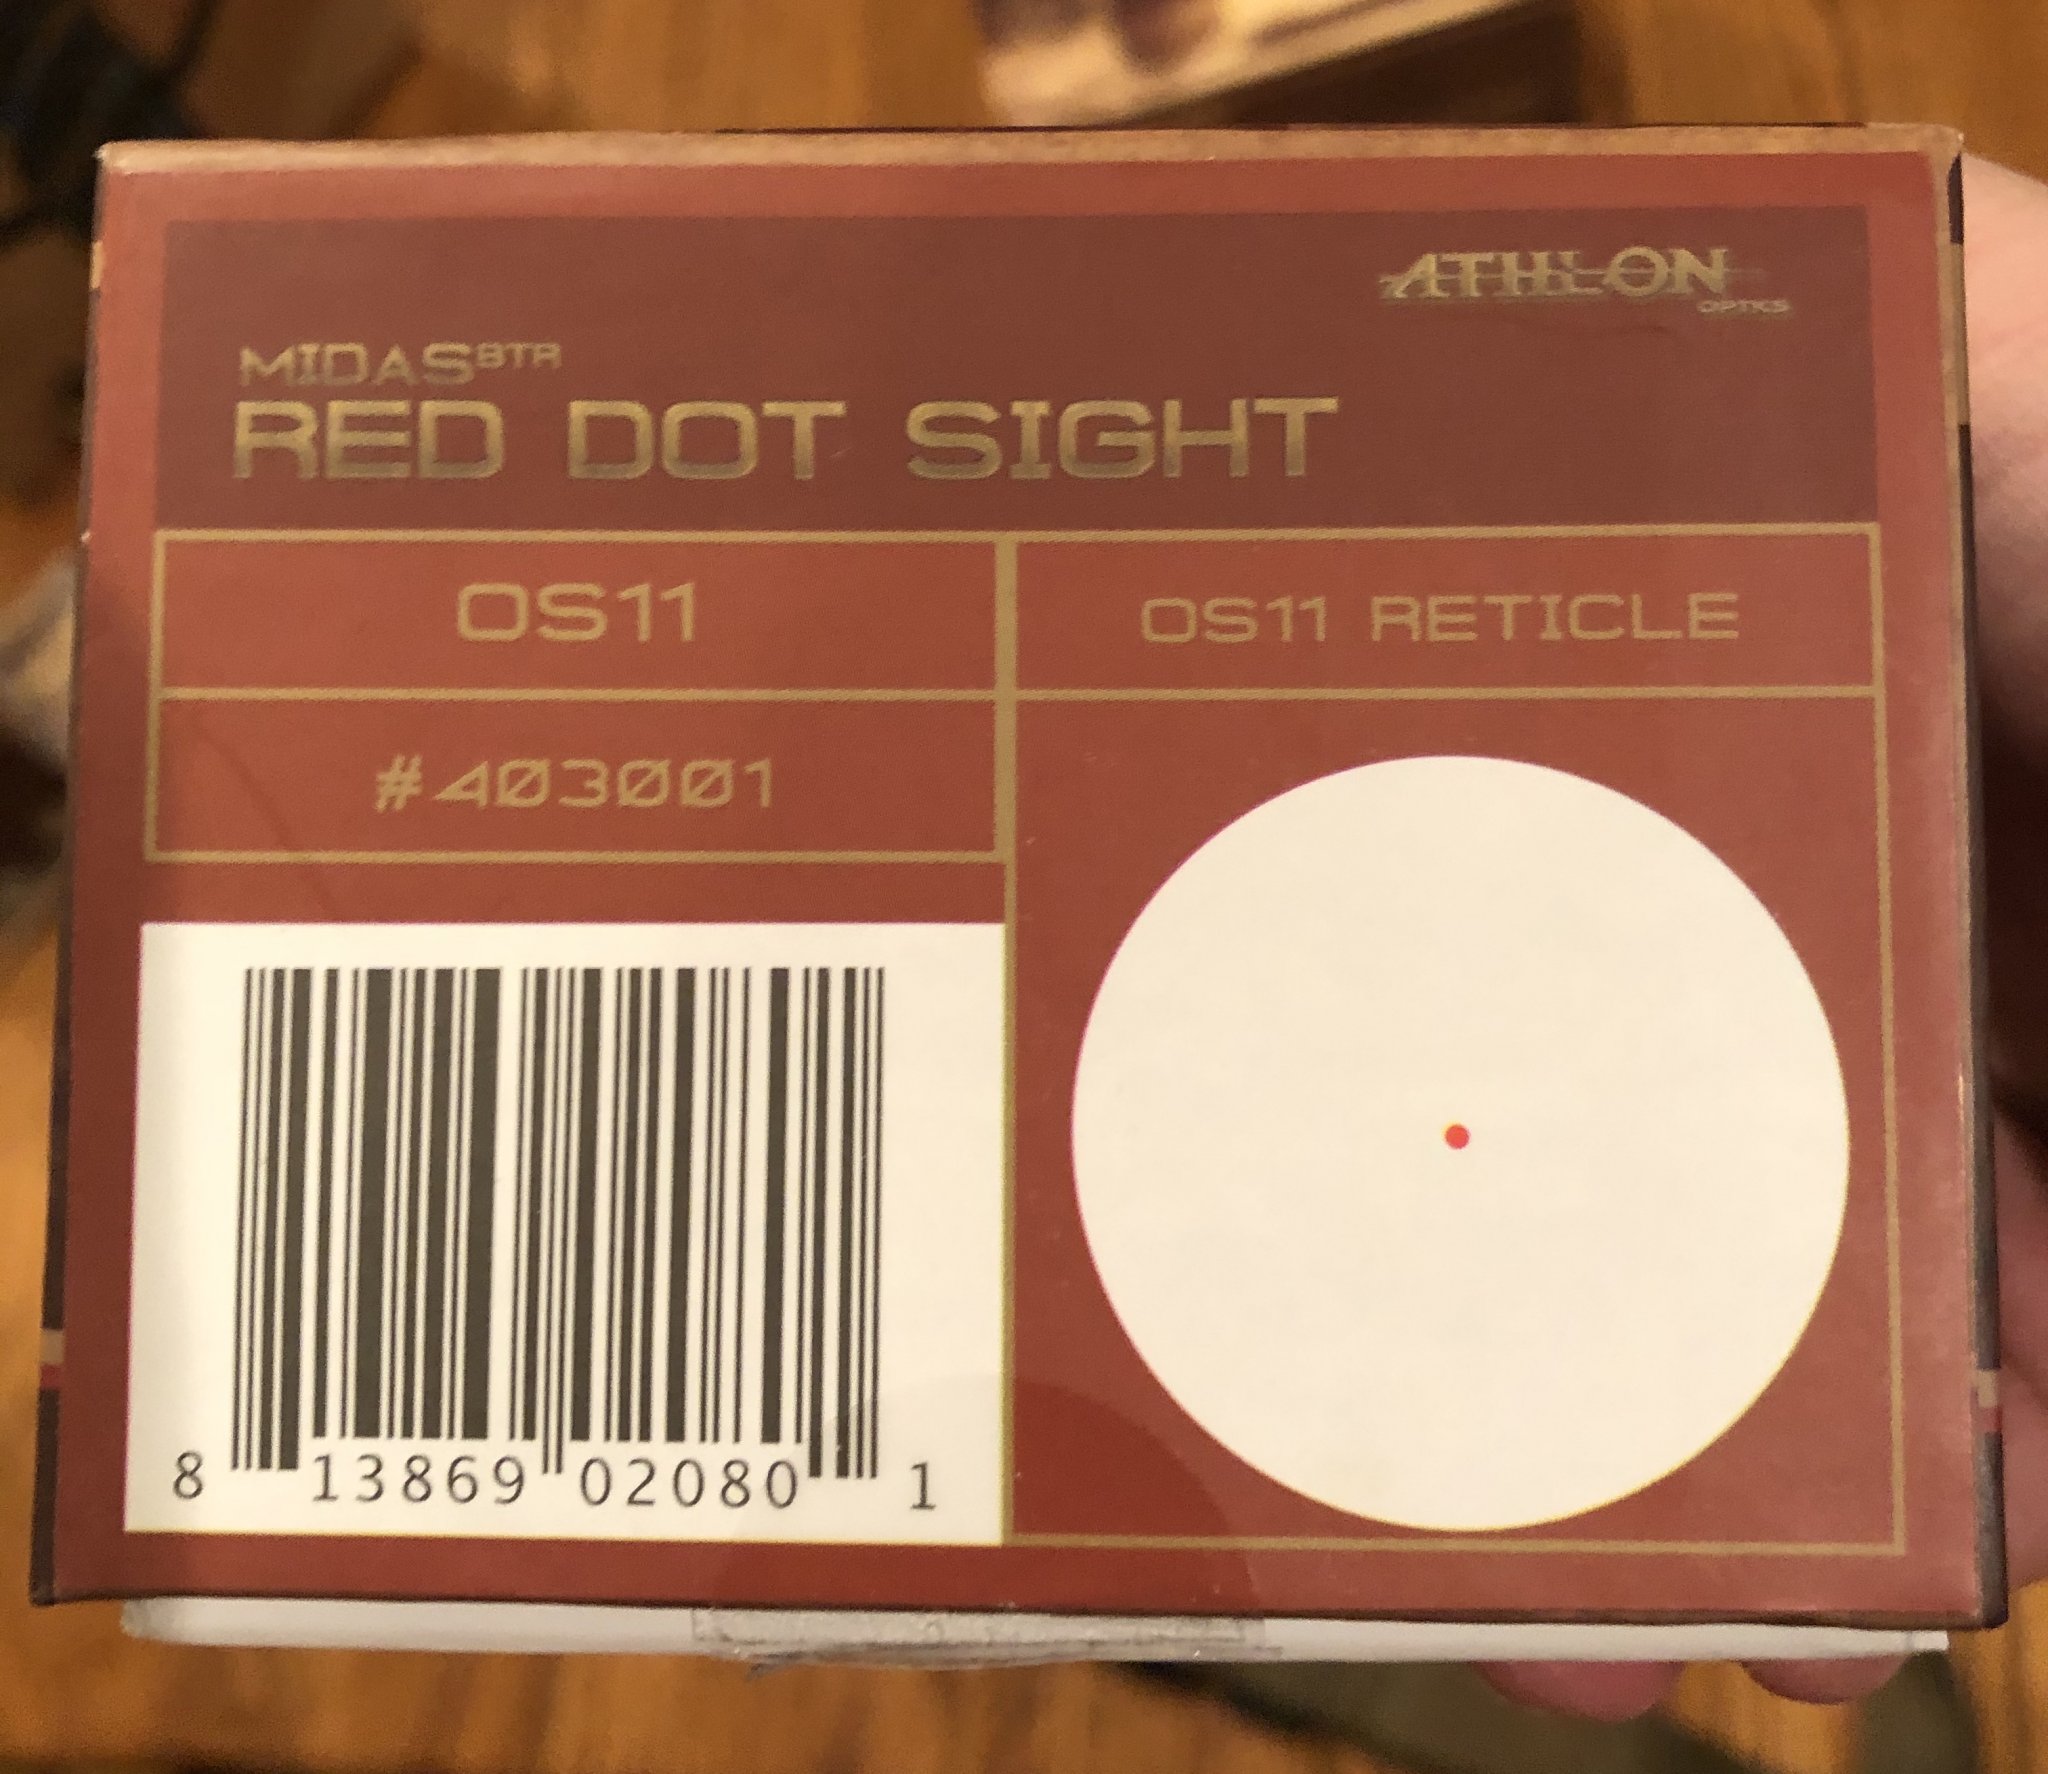 ATHLON
OPTICS
MIDAS BTR
RED DOT SIGHT
OS11
OS11 RETICLE
#403001
8 13869 02080 1